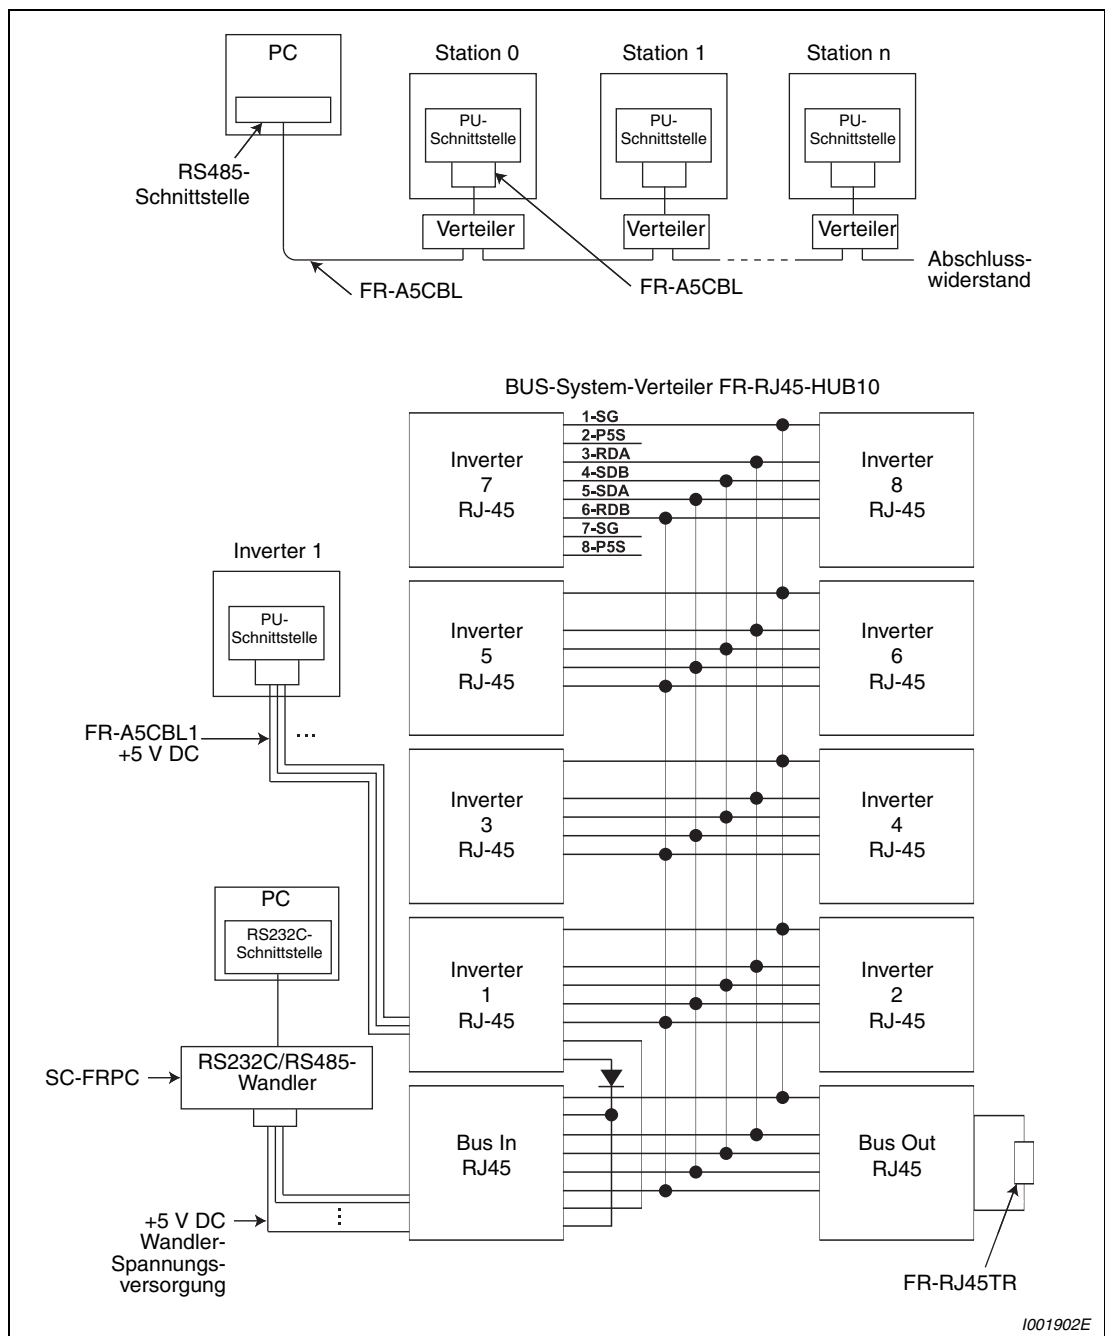 PC
Station 0
Station 1
Station n
PU-
Schnittstelle
PU-
Schnittstelle
PU-
Schnittstelle
RS485-
Schnittstelle
Verteiler
Verteiler
Verteiler
FR-A5CBL
FR-A5CBL
Abschluss-
widerstand
BUS-System-Verteiler FR-RJ45-HUB10
Inverter
7
RJ-45
1-SG
2-P5S
3-RDA
4-SDB
5-SDA
6-RDB
7-SG
8-P5S
Inverter
8
RJ-45
Inverter 1
PU-
Schnittstelle
FR-A5CBL1
+5 V DC
...
Inverter
5
RJ-45
Inverter
6
RJ-45
Inverter
3
RJ-45
Inverter
4
RJ-45
PC
RS232C-
Schnittstelle
Inverter
1
RJ-45
Inverter
2
RJ-45
SC-FRPC
RS232C/RS485-
Wandler
Bus In
RJ45
Bus Out
RJ45
+5 V DC
Wandler-
Spannungs-
versorgung
FR-RJ45TR
I001902E